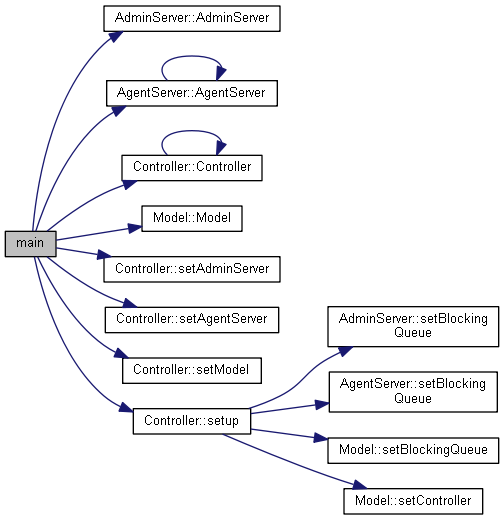 AdminServer::AdminServer
AgentServer::AgentServer
Controller::Controller
Model::Model
main
Controller::setAdminServer
Controller::setAgentServer
Controller::setModel
Controller::setup
AdminServer::setBlocking
Queue
AgentServer::setBlocking
Queue
Model::setBlockingQueue
Model::setController